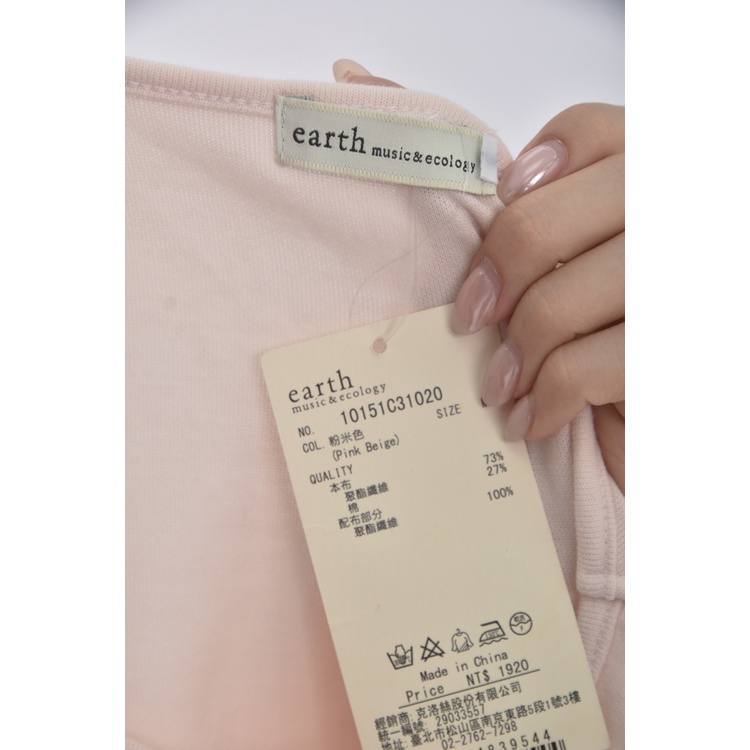 earth music&ecology
earth
music&ecology
NO. 10151C31020
COL. 粉米色 SIZE
(Pink Beige)
QUALITY
本布
聚酯纖維 73%
棉 27%
配布部分
聚酯纖維 100%
Made in China
Price NT$ 1920
經銷商: 克洛絲股份有限公司
統一編號: 29033557
地址: 臺北市松山區南京東路5段1號3樓
電話: 02-2762-7298
1839544